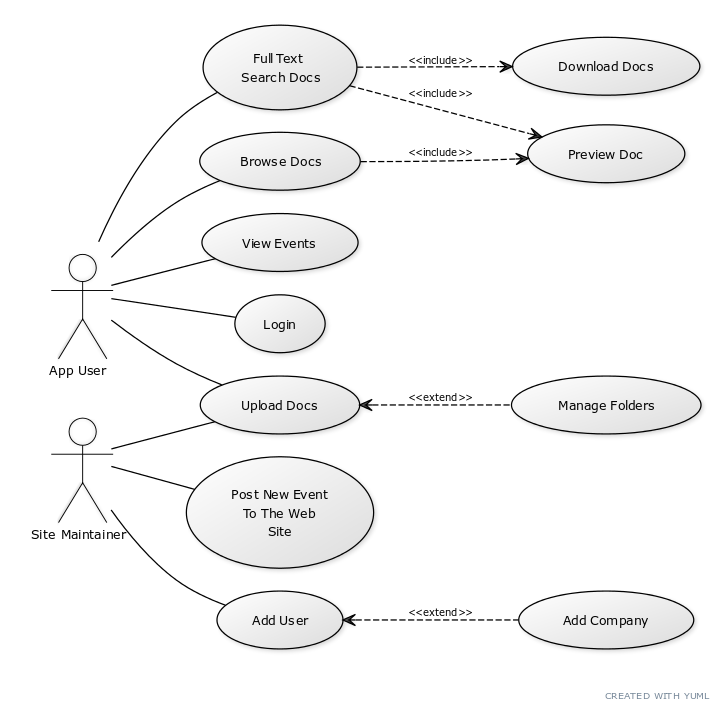 Full Text
Search Docs
<<include>>
Download Docs
<<include>>
Browse Docs
<<include>>
Preview Doc
View Events
Login
App User
Upload Docs
<<extend>>
Manage Folders
Post New Event
To The Web
Site
Site Maintainer
Add User
<<extend>>
Add Company
CREATED WITH YUML